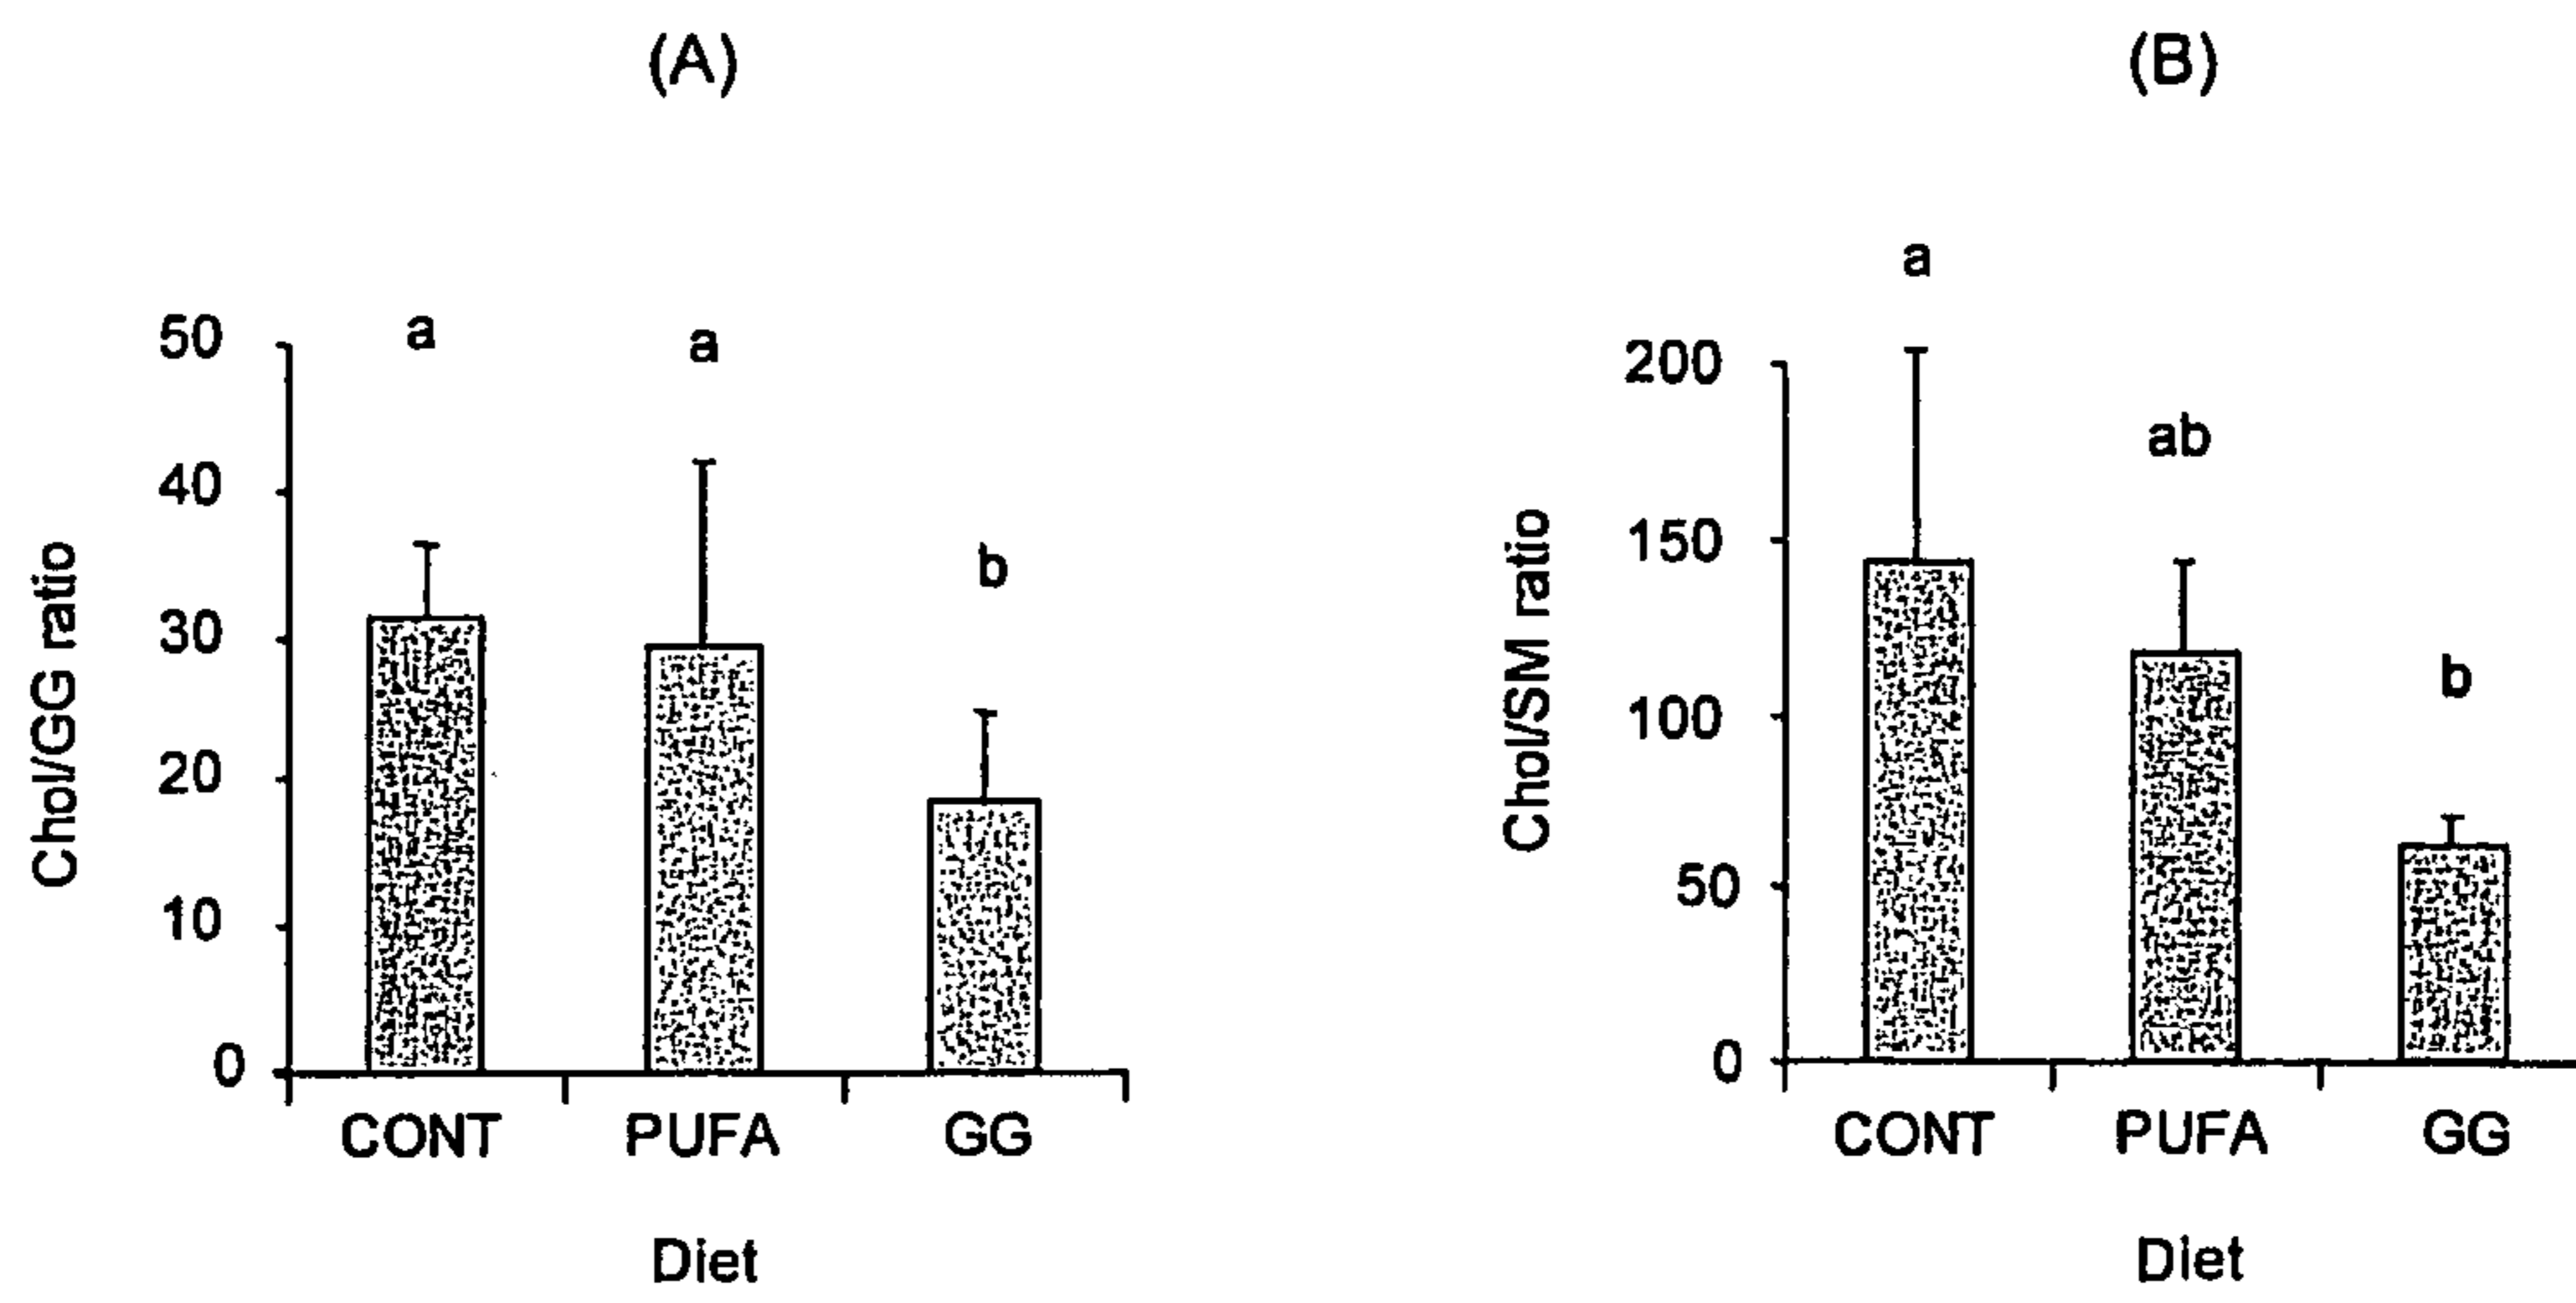 (A)
50
40
30
20
10
0
Chol/GG ratio
a
a
b
CONT PUFA GG
Diet
(B)
200
150
100
50
0
Chol/SM ratio
a
ab
b
CONT PUFA GG
Diet